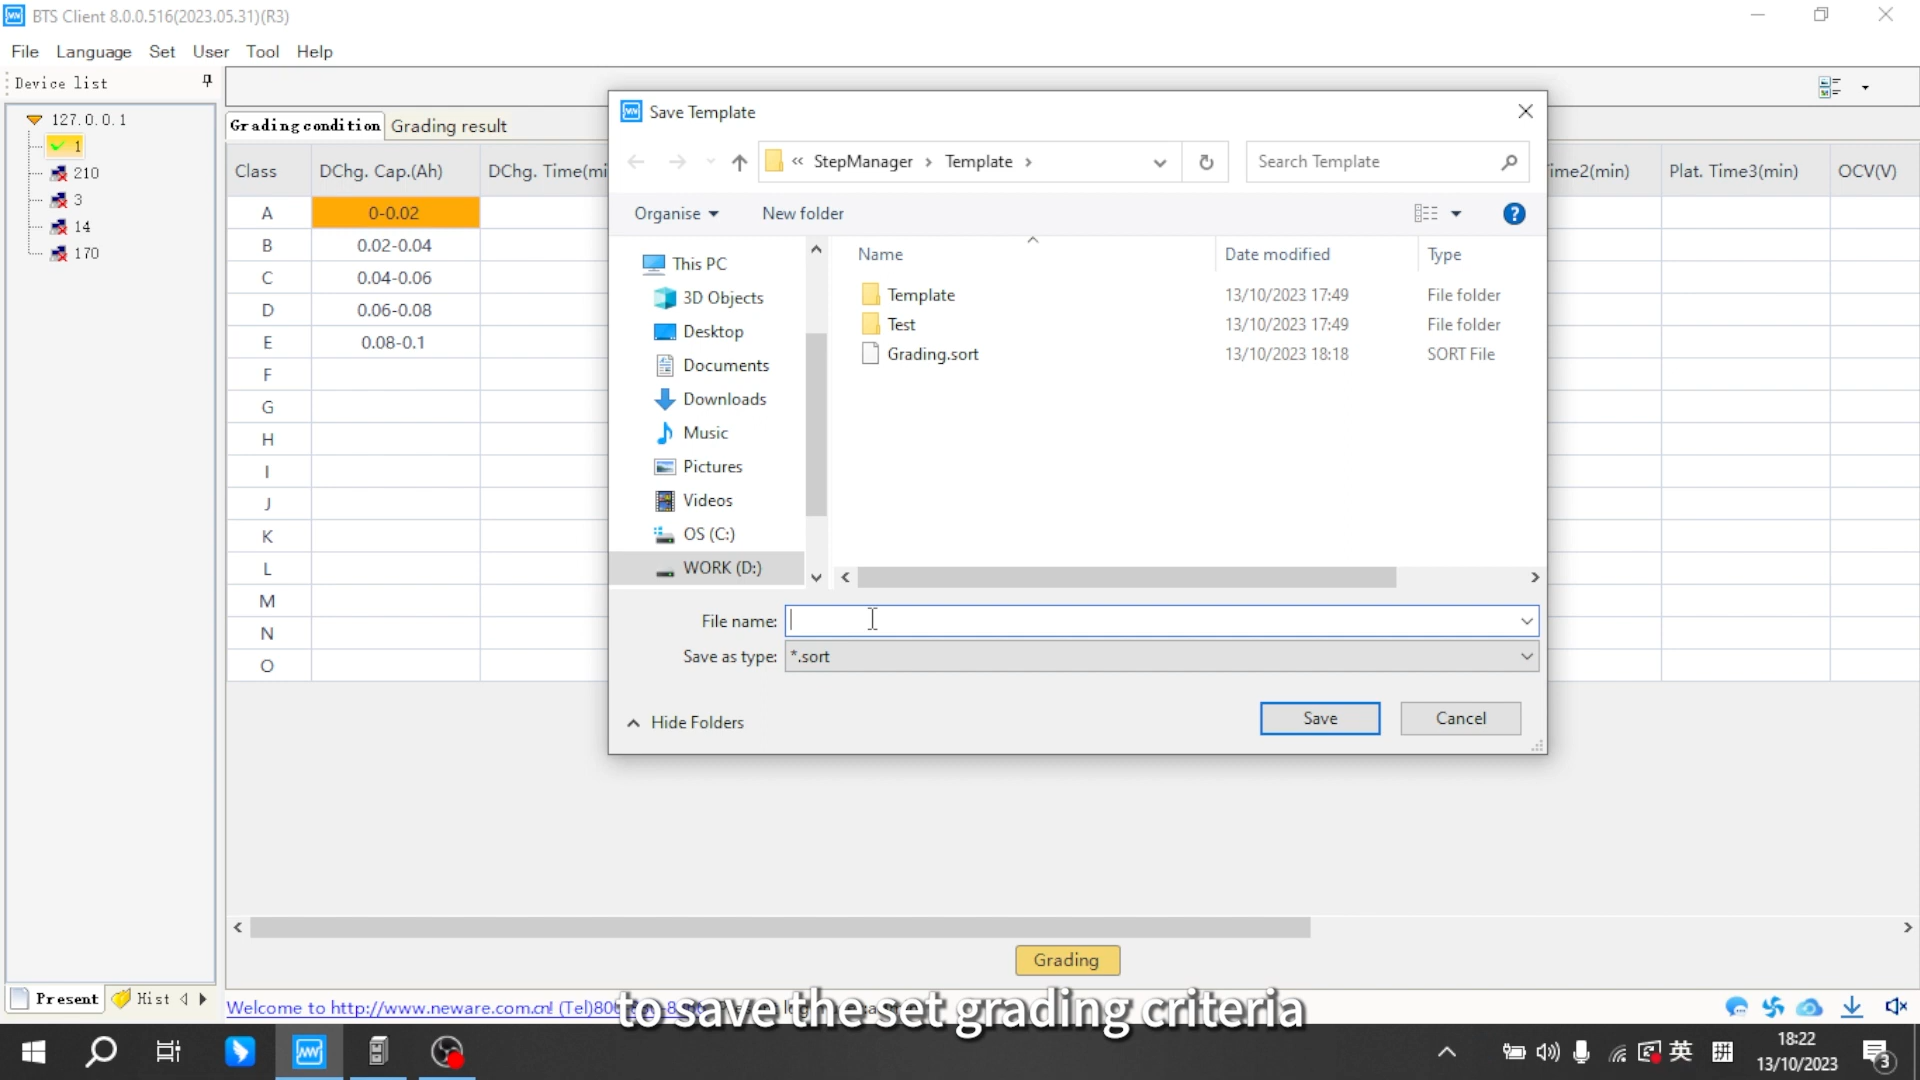 BTS Client 8.0.0.516(2023.05.31)(R3)
File Language Set User Tool Help
Device list
127.0.0.1
1
210
3
14
170
Grading condition Grading result
Class DChg. Cap.(Ah) DChg. Time(mi ime2(min) Plat. Time3(min) OCV(V)
A 0-0.02
B 0.02-0.04
C 0.04-0.06
D 0.06-0.08
E 0.08-0.1
F
G
H
I
J
K
L
M
N
O
Save Template
« StepManager › Template ›
Search Template
Organise New folder
This PC
3D Objects
Desktop
Documents
Downloads
Music
Pictures
Videos
OS (C:)
WORK (D:)
Name Date modified Type
Template 13/10/2023 17:49 File folder
Test 13/10/2023 17:49 File folder
Grading.sort 13/10/2023 18:18 SORT File
File name:
Save as type: *.sort
Hide Folders
Save Cancel
Grading
Present Hist
Welcome to http://www.neware.com.cn! (Tel)80
to save the set grading criteria
英 拼
18:22
13/10/2023
3